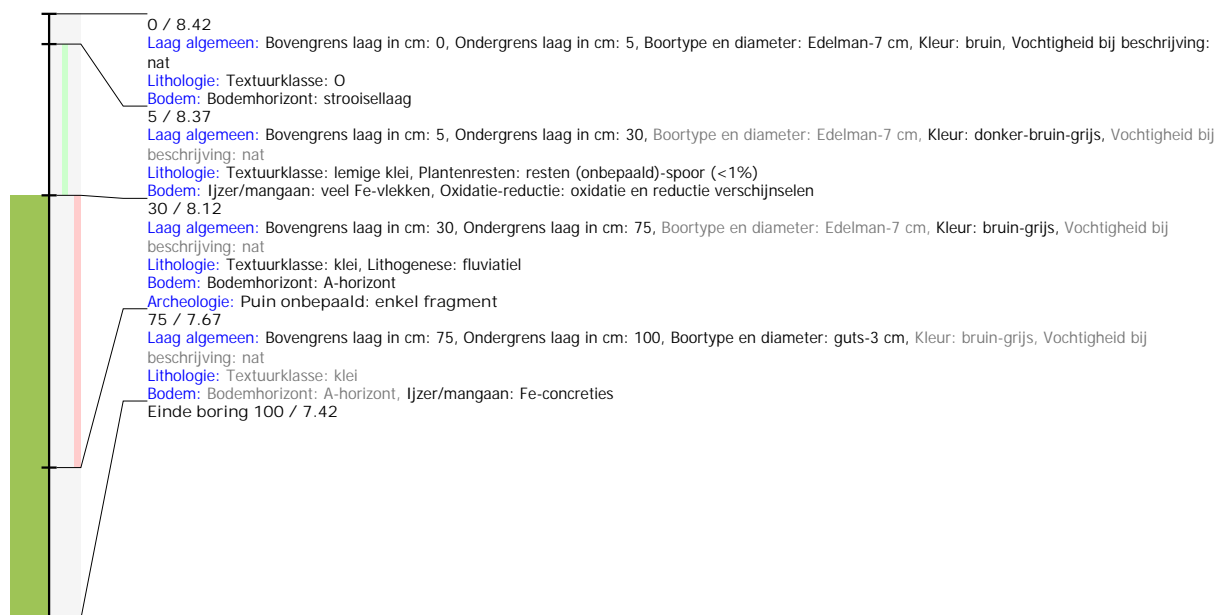 0 / 8.42
Laag algemeen: Bovengrens laag in cm: 0, Ondergrens laag in cm: 5, Boortype en diameter: Edelman-7 cm, Kleur: bruin, Vochtigheid bij beschrijving:
nat
Lithologie: Textuurklasse: O
Bodem: Bodemhorizont: strooisellaag
5 / 8.37
Laag algemeen: Bovengrens laag in cm: 5, Ondergrens laag in cm: 30, Boortype en diameter: Edelman-7 cm, Kleur: donker-bruin-grijs, Vochtigheid bij
beschrijving: nat
Lithologie: Textuurklasse: lemige klei, Plantenresten: resten (onbepaald)-spoor (<1%)
Bodem: Ijzer/mangaan: veel Fe-vlekken, Oxidatie-reductie: oxidatie en reductie verschijnselen
30 / 8.12
Laag algemeen: Bovengrens laag in cm: 30, Ondergrens laag in cm: 75, Boortype en diameter: Edelman-7 cm, Kleur: bruin-grijs, Vochtigheid bij
beschrijving: nat
Lithologie: Textuurklasse: klei, Lithogenese: fluviatiel
Bodem: Bodemhorizont: A-horizont
Archeologie: Puin onbepaald: enkel fragment
75 / 7.67
Laag algemeen: Bovengrens laag in cm: 75, Ondergrens laag in cm: 100, Boortype en diameter: guts-3 cm, Kleur: bruin-grijs, Vochtigheid bij
beschrijving: nat
Lithologie: Textuurklasse: klei
Bodem: Bodemhorizont: A-horizont, Ijzer/mangaan: Fe-concreties
Einde boring 100 / 7.42